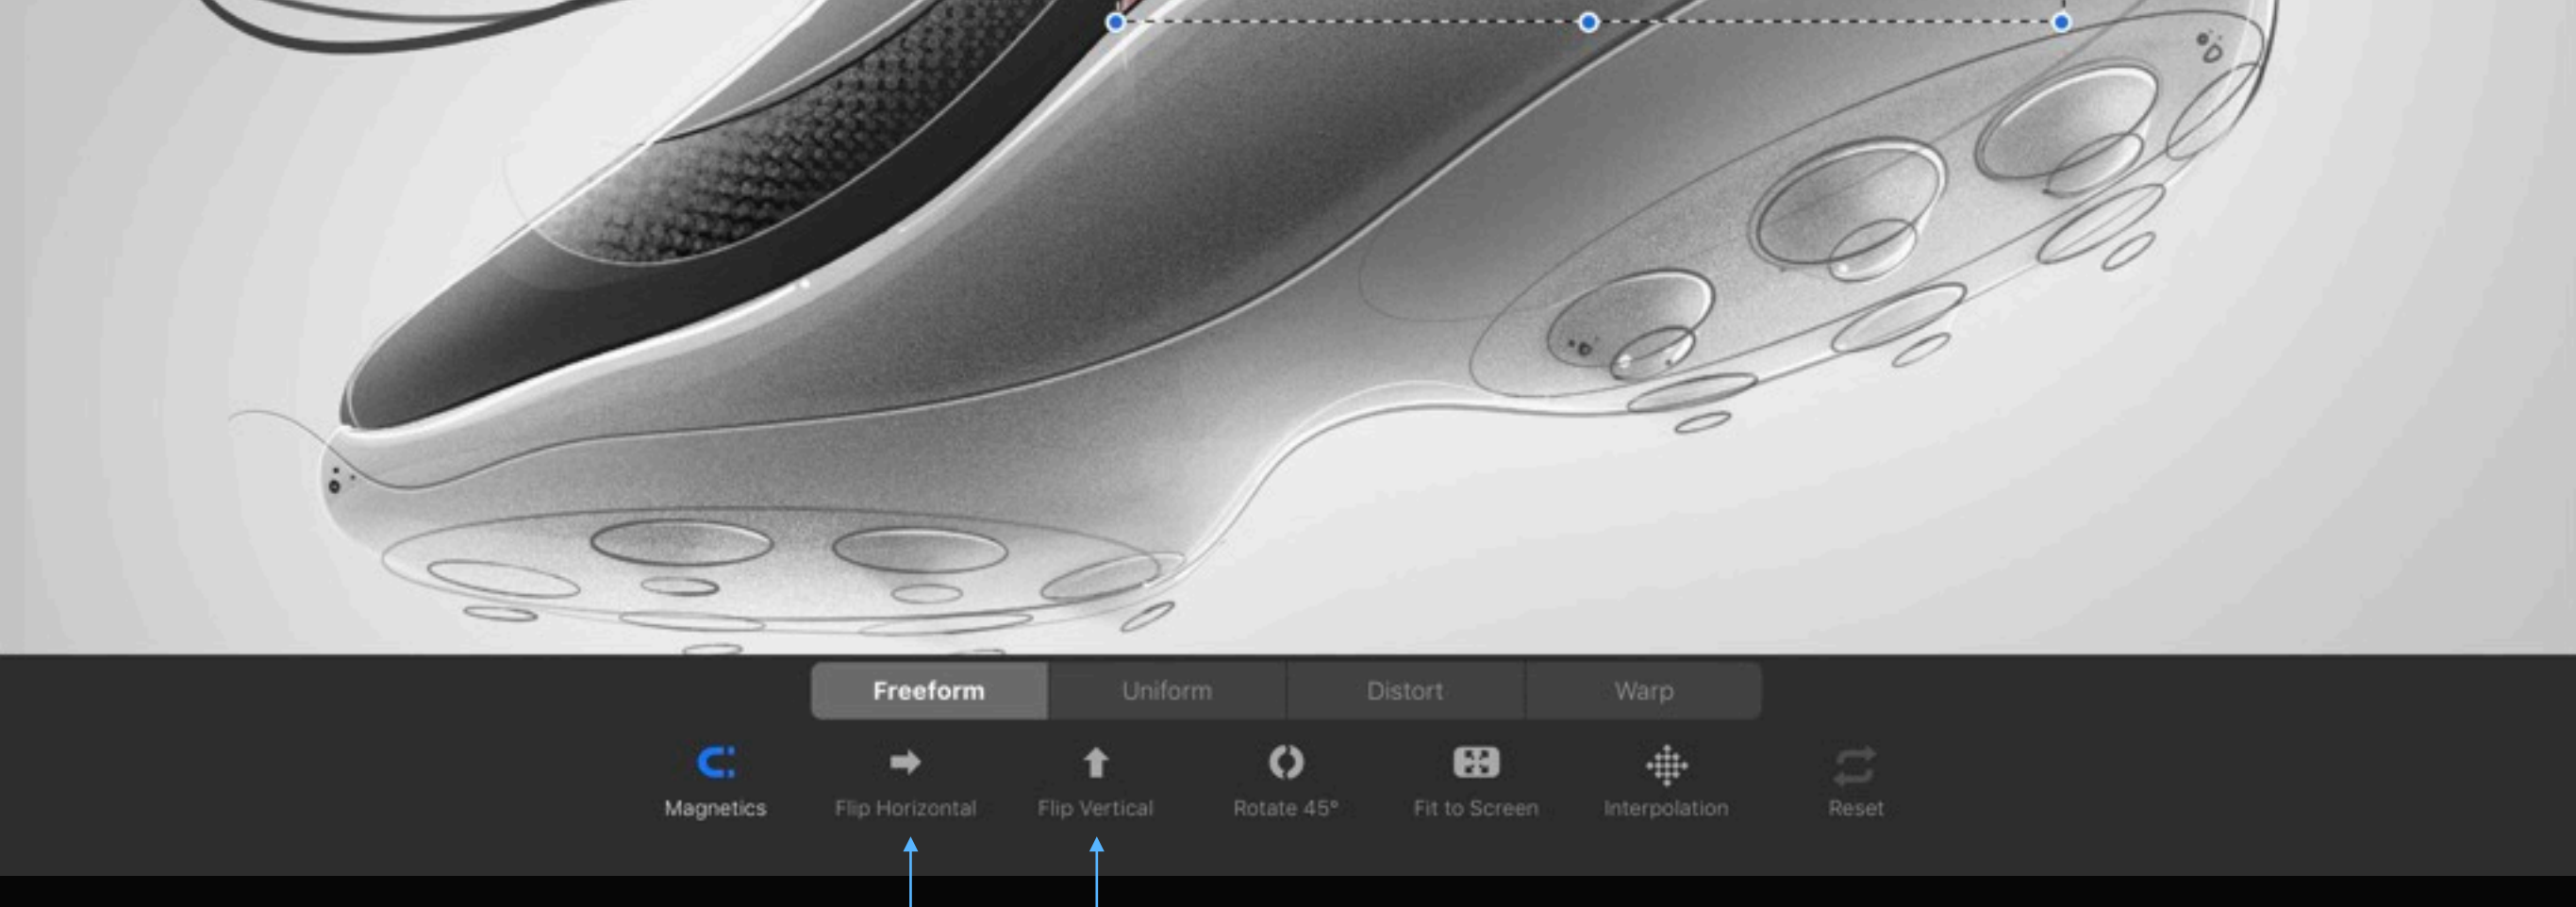 Freeform Uniform Distort Warp
Magnetics Flip Horizontal Flip Vertical Rotate 45° Fit to Screen Interpolation Reset